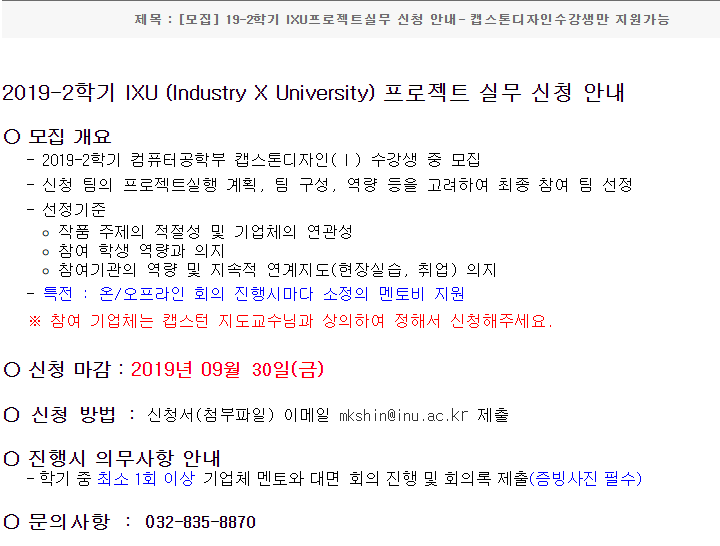 제목 : [모집] 19-2학기 IXU프로젝트실무 신청 안내- 캡스톤디자인수강생만 지원가능
2019-2학기 IXU (Industry X University) 프로젝트 실무 신청 안내
○ 모집 개요
- 2019-2학기 컴퓨터공학부 캡스톤디자인(Ⅰ) 수강생 중 모집
- 신청 팀의 프로젝트실행 계획, 팀 구성, 역량 등을 고려하여 최종 참여 팀 선정
- 선정기준
○ 작품 주제의 적절성 및 기업체의 연관성
○ 참여 학생 역량과 의지
○ 참여기관의 역량 및 지속적 연계지도(현장실습, 취업) 의지
- 특전 : 온/오프라인 회의 진행시마다 소정의 멘토비 지원
※ 참여 기업체는 캡스턴 지도교수님과 상의하여 정해서 신청해주세요.
○ 신청 마감 : 2019년 09월 30일(금)
○ 신청 방법 : 신청서(첨부파일) 이메일 mkshin@inu.ac.kr 제출
○ 진행시 의무사항 안내
- 학기 중 최소 1회 이상 기업체 멘토와 대면 회의 진행 및 회의록 제출(증빙사진 필수)
○ 문의사항 : 032-835-8870